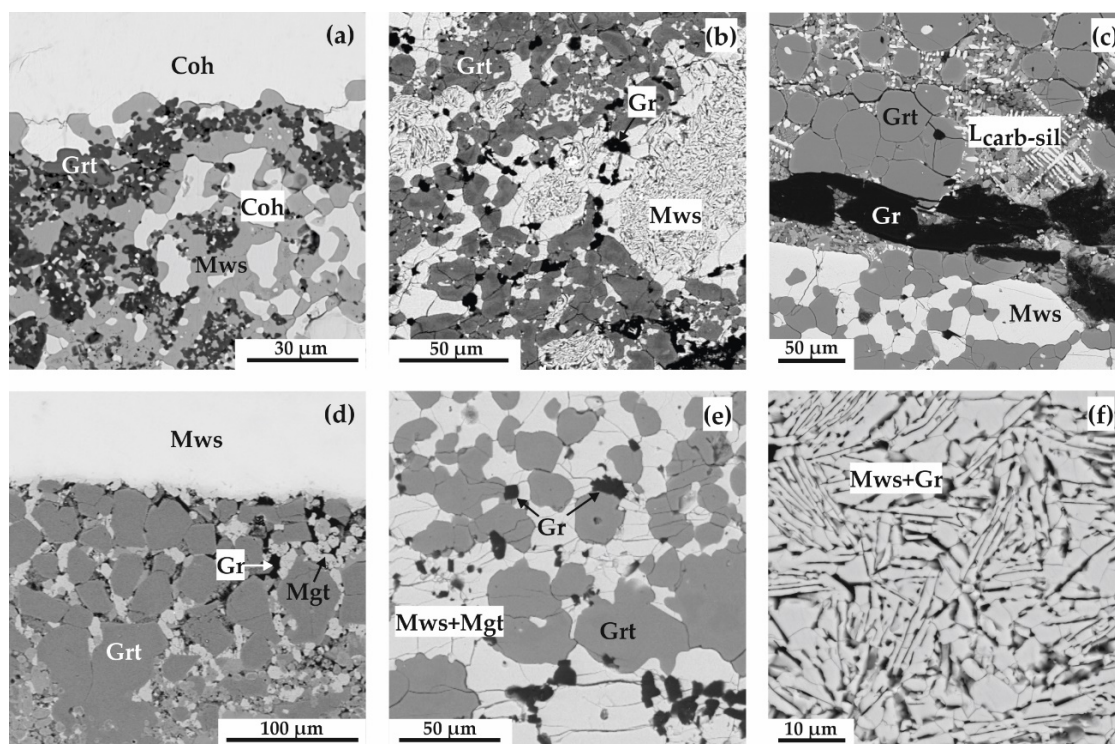 (a)
Coh
Grt
Coh
Mws
30 μm
(b)
Grt
Gr
Mws
50 μm
(c)
Grt
Lcarb-sil
Gr
Mws
50 μm
(d)
Mws
Gr
Mgt
Grt
100 μm
(e)
Gr
Mws+Mgt
Grt
50 μm
(f)
Mws+Gr
10 μm